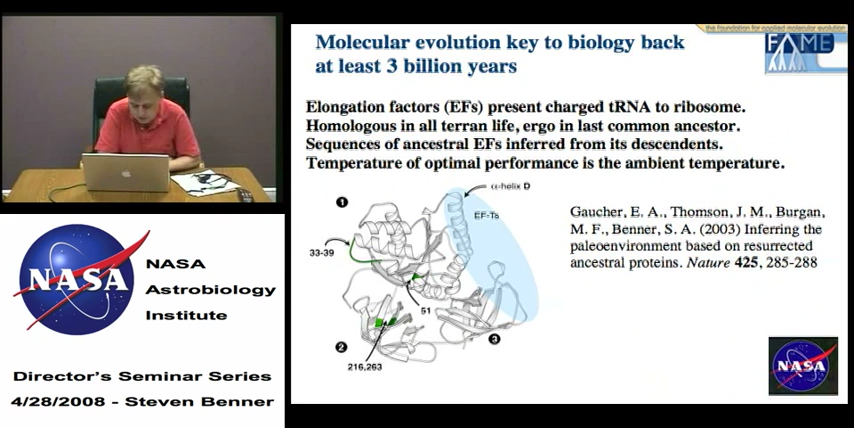 the foundation for applied molecular evolution
FAME
Molecular evolution key to biology back
at least 3 billion years
Elongation factors (EFs) present charged tRNA to ribosome.
Homologous in all terran life, ergo in last common ancestor.
Sequences of ancestral EFs inferred from its descendents.
Temperature of optimal performance is the ambient temperature.
1
α-helix D
EF-Ts
33-39
51
2
3
216,263
Gaucher, E. A., Thomson, J. M., Burgan,
M. F., Benner, S. A. (2003) Inferring the
paleoenvironment based on resurrected
ancestral proteins. Nature 425, 285-288
NASA
NASA
Astrobiology
Institute
Director's Seminar Series
4/28/2008 - Steven Benner
NASA